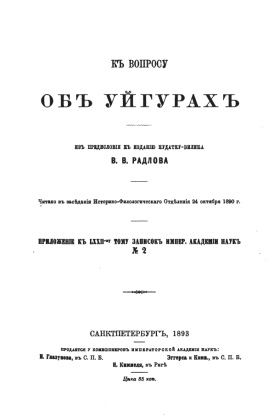 КЪ ВОПРОСУ
ОБЪ УЙГУРАХЪ
ИЗЪ ПРЕДИСЛОВІЯ КЪ ИЗДАНІЮ КУДАТКУ-БИЛИКА
В. В. РАДЛОВА
Читано въ засѣданіи Историко-Филологическаго Отдѣленія 24 октября 1890 г.
ПРИЛОЖЕНІЕ КЪ LXXII-му ТОМУ ЗАПИСОКЪ ИМПЕР. АКАДЕМІИ НАУКЪ
№ 2
САНКТПЕТЕРБУРГЪ, 1893
ПРОДАЕТСЯ У КОМИССІОНЕРОВЪ ИМПЕРАТОРСКОЙ АКАДЕМІИ НАУКЪ:
И. Глазунова, въ С. П. Б. Эггерса и Комп., въ С. П. Б.
Н. Киммеля, въ Ригѣ
Цѣна 85 коп.